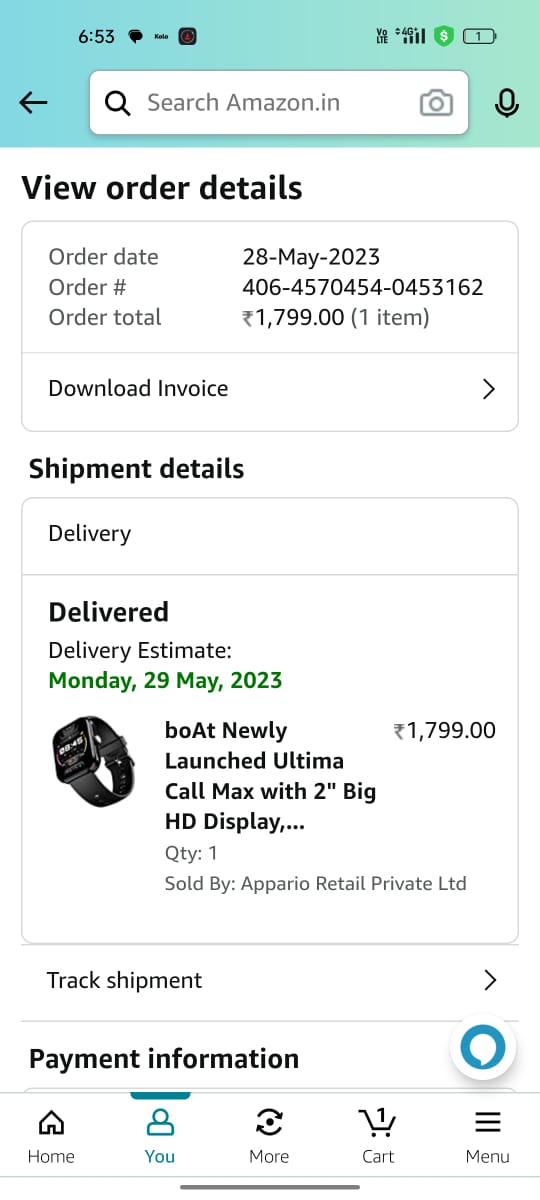 6:53 Kolo Vo LTE 4G+ $ 1
Search Amazon.in
View order details
Order date 28-May-2023
Order # 406-4570454-0453162
Order total ₹1,799.00 (1 item)
Download Invoice
Shipment details
Delivery
Delivered
Delivery Estimate:
Monday, 29 May, 2023
08:45
boAt Newly ₹1,799.00
Launched Ultima
Call Max with 2" Big
HD Display,...
Qty: 1
Sold By: Appario Retail Private Ltd
Track shipment
Payment information
1
Home You More Cart Menu